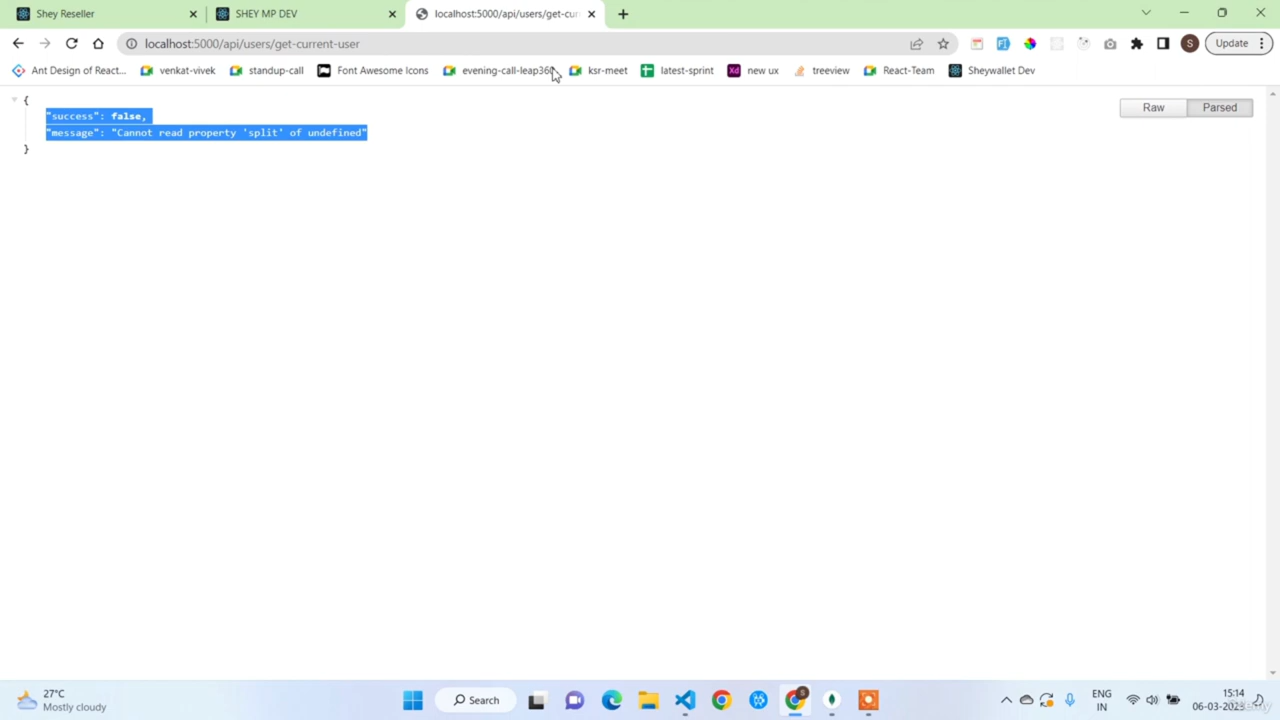 Shey Reseller
SHEY MP DEV
localhost:5000/api/users/get-cur
localhost:5000/api/users/get-current-user
S
Update
Ant Design of React...
venkat-vivek
standup-call
Font Awesome Icons
evening-call-leap360
ksr-meet
latest-sprint
Xd
new ux
treeview
React-Team
Sheywallet Dev
{
Raw
Parsed
"success": false,
"message": "Cannot read property 'split' of undefined"
}
27°C
Mostly cloudy
Search
ENG
IN
15:14
06-03-2023